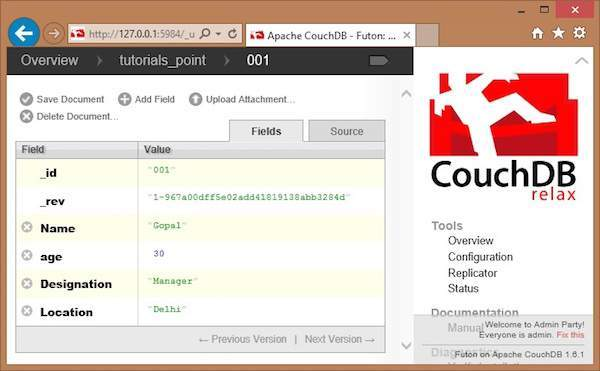 http://127.0.0.1:5984/_u
Apache CouchDB - Futon: ...
Overview
tutorials_point
001
Save Document
Add Field
Upload Attachment...
Delete Document...
Fields
Source
Field
Value
_id
"001"
_rev
"1-967a00dff5e02add41819138abb3284d"
Name
"Gopal"
age
30
Designation
"Manager"
Location
"Delhi"
← Previous Version | Next Version →
CouchDB
relax
Tools
Overview
Configuration
Replicator
Status
Documentation
Manual
Welcome to Admin Party!
Everyone is admin. Fix this
Futon on Apache CouchDB 1.6.1